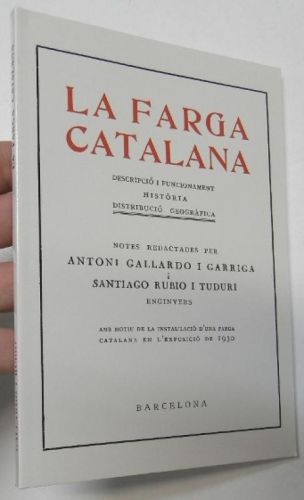 LA FARGA
CATALANA
DESCRIPCIÓ I FUNCIONAMENT
HISTÒRIA
DISTRIBUCIÓ GEOGRÀFICA
NOTES REDACTADES PER
ANTONI GALLARDO I GARRIGA
i
SANTIAGO RUBIO I TUDURI
ENGINYERS
AMB MOTIU DE LA INSTAL·LACIÓ D'UNA FARGA
CATALANA EN L'EXPOSICIÓ DE 1930
BARCELONA